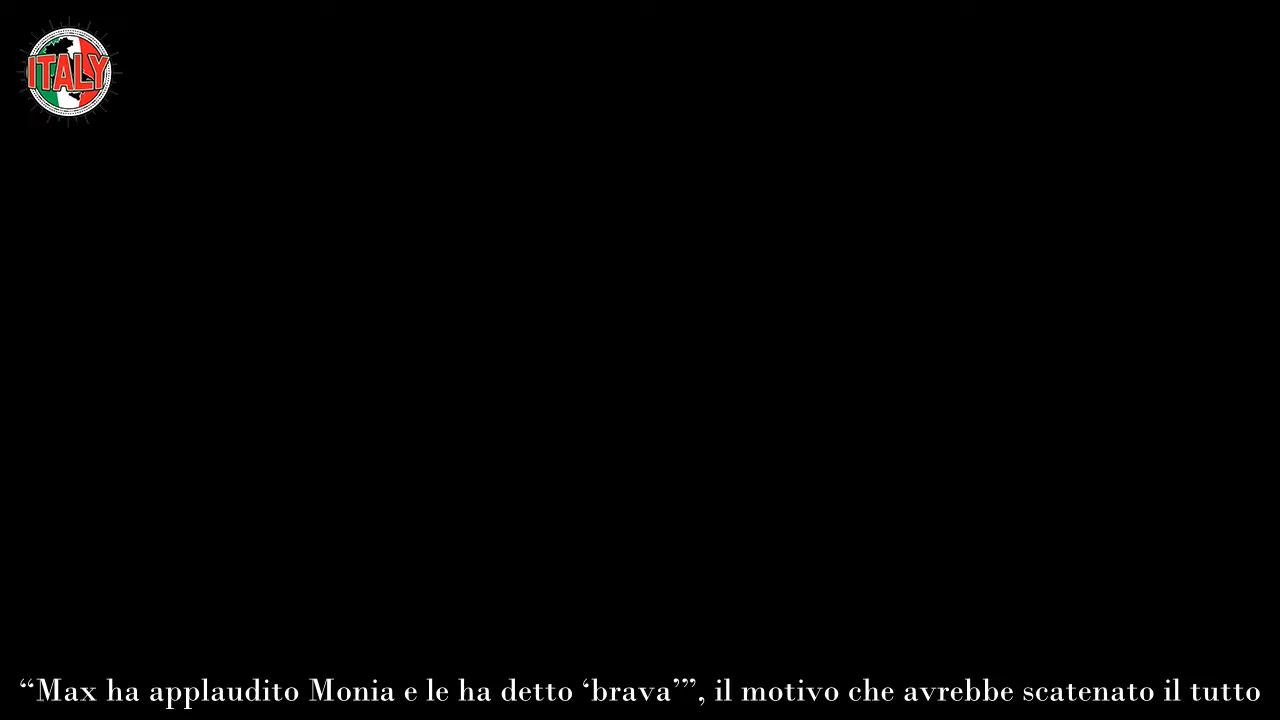 ITALY
“Max ha applaudito Monia e le ha detto ‘brava’”, il motivo che avrebbe scatenato il tutto